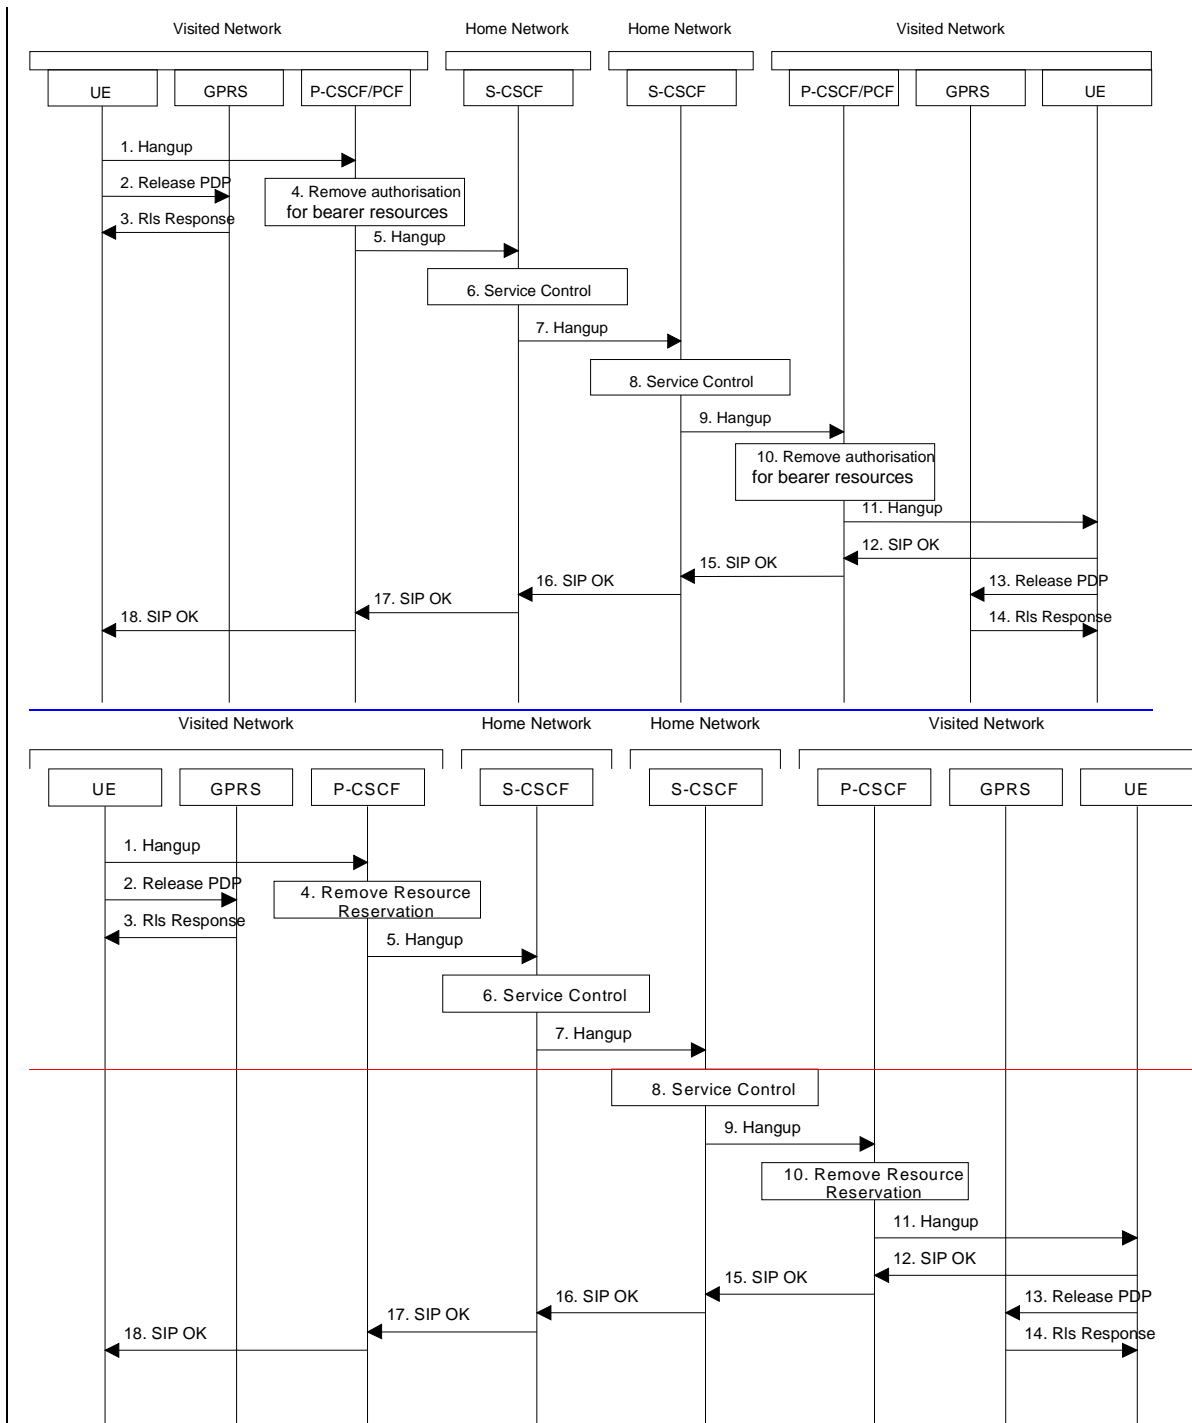 Visited Network
Home Network
Home Network
Visited Network
UE
GPRS
P-CSCF/PCF
S-CSCF
S-CSCF
P-CSCF/PCF
GPRS
UE
1. Hangup
2. Release PDP
3. Rls Response
4. Remove authorisation
for bearer resources
5. Hangup
6. Service Control
7. Hangup
8. Service Control
9. Hangup
10. Remove authorisation
for bearer resources
11. Hangup
12. SIP OK
15. SIP OK
16. SIP OK
13. Release PDP
17. SIP OK
18. SIP OK
14. Rls Response
Visited Network
Home Network
Home Network
Visited Network
UE
GPRS
P-CSCF
S-CSCF
S-CSCF
P-CSCF
GPRS
UE
1. Hangup
2. Release PDP
3. Rls Response
4. Remove Resource
Reservation
5. Hangup
6. Service Control
7. Hangup
8. Service Control
9. Hangup
10. Remove Resource
Reservation
11. Hangup
12. SIP OK
15. SIP OK
16. SIP OK
13. Release PDP
17. SIP OK
18. SIP OK
14. Rls Response